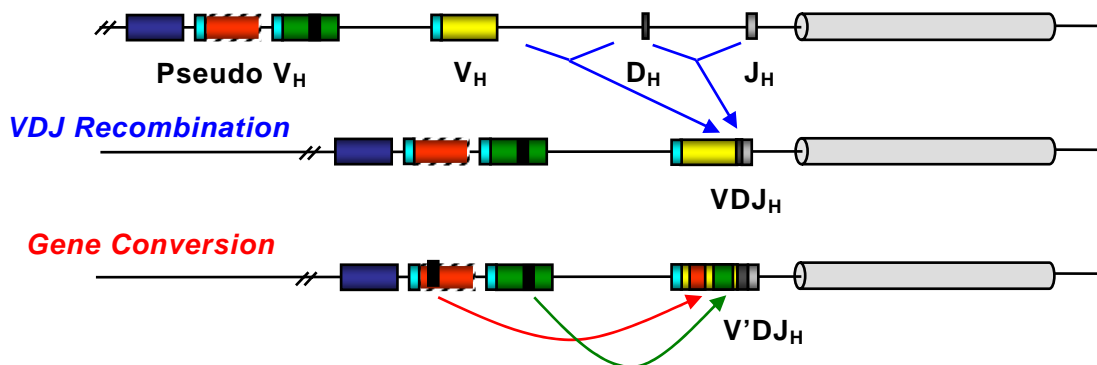 Pseudo VH VH DH JH
VDJ Recombination
VDJH
Gene Conversion
V'DJH